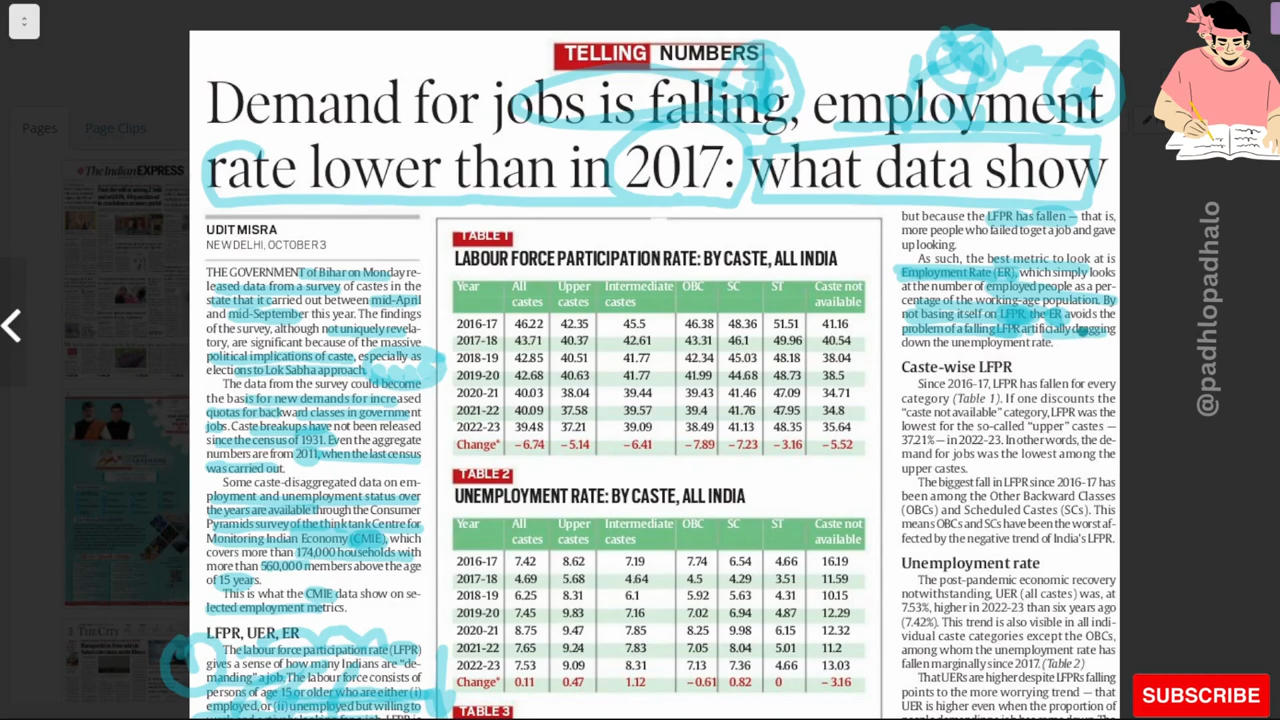 Pages
Page Clips
The Indian EXPRESS
THE CITY
TELLING NUMBERS
Demand for jobs is falling, employment
rate lower than in 2017: what data show
UDIT MISRA
NEW DELHI, OCTOBER 3
THE GOVERNMENT of Bihar on Monday re-
leased data from a survey of castes in the
state that it carried out between mid-April
and mid-September this year. The findings
of the survey, although not uniquely revela-
tory, are significant because of the massive
political implications of caste, especially as
elections to Lok Sabha approach.
The data from the survey could become
the basis for new demands for increased
quotas for backward classes in government
jobs. Caste breakups have not been released
since the census of 1931. Even the aggregate
numbers are from 2011, when the last census
was carried out.
Some caste-disaggregated data on em-
ployment and unemployment status over
the years are available through the Consumer
Pyramids survey of the think tank Centre for
Monitoring Indian Economy (CMIE), which
covers more than 174,000 households with
more than 560,000 members above the age
of 15 years.
This is what the CMIE data show on se-
lected employment metrics.
LFPR, UER, ER
The labour force participation rate (LFPR)
gives a sense of how many Indians are "de-
manding" a job. The labour force consists of
persons of age 15 or older who are either (i)
employed, or (ii) unemployed but willing to
TABLE 1
LABOUR FORCE PARTICIPATION RATE: BY CASTE, ALL INDIA
Year All castes Upper castes Intermediate castes OBC SC ST Caste not available
2016-17 46.22 42.35 45.5 46.38 48.36 51.51 41.16
2017-18 43.71 40.37 42.61 43.31 46.1 49.96 40.54
2018-19 42.85 40.51 41.77 42.34 45.03 48.18 38.04
2019-20 42.68 40.63 41.77 41.99 44.68 48.73 38.5
2020-21 40.03 38.04 39.44 39.43 41.46 47.09 34.71
2021-22 40.09 37.58 39.57 39.4 41.76 47.95 34.8
2022-23 39.48 37.21 39.09 38.49 41.13 48.35 35.64
Change* −6.74 −5.14 −6.41 −7.89 −7.23 −3.16 −5.52
TABLE 2
UNEMPLOYMENT RATE: BY CASTE, ALL INDIA
Year All castes Upper castes Intermediate castes OBC SC ST Caste not available
2016-17 7.42 8.62 7.19 7.74 6.54 4.66 16.19
2017-18 4.69 5.68 4.64 4.5 4.29 3.51 11.59
2018-19 6.25 8.31 6.1 5.92 5.63 4.31 10.15
2019-20 7.45 9.83 7.16 7.02 6.94 4.87 12.29
2020-21 8.75 9.47 7.85 8.25 9.98 6.15 12.32
2021-22 7.65 9.24 7.83 7.05 8.04 5.01 11.2
2022-23 7.53 9.09 8.31 7.13 7.36 4.66 13.03
Change* 0.11 0.47 1.12 −0.61 0.82 0 −3.16
TABLE 3
but because the LFPR has fallen — that is,
more people who failed to get a job and gave
up looking.
As such, the best metric to look at is
Employment Rate (ER), which simply looks
at the number of employed people as a per-
centage of the working-age population. By
not basing itself on LFPR, the ER avoids the
problem of a falling LFPR artificially dragging
down the unemployment rate.
Caste-wise LFPR
Since 2016-17, LFPR has fallen for every
category (Table 1). If one discounts the
"caste not available" category, LFPR was the
lowest for the so-called "upper" castes —
37.21% — in 2022-23. In other words, the de-
mand for jobs was the lowest among the
upper castes.
The biggest fall in LFPR since 2016-17 has
been among the Other Backward Classes
(OBCs) and Scheduled Castes (SCs). This
means OBCs and SCs have been the worst af-
fected by the negative trend of India's LFPR.
Unemployment rate
The post-pandemic economic recovery
notwithstanding, UER (all castes) was, at
7.53%, higher in 2022-23 than six years ago
(7.42%). This trend is also visible in all indi-
vidual caste categories except the OBCs,
among whom the unemployment rate has
fallen marginally since 2017. (Table 2)
That UERs are higher despite LFPRs falling
points to the more worrying trend — that
UER is higher even when the proportion of
@padhlopadhalo
SUBSCRIBE